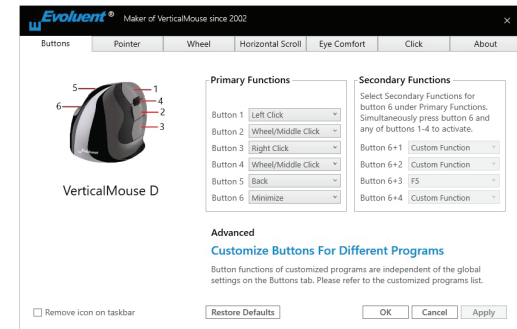 Evoluent ® Maker of VerticalMouse since 2002
Buttons Pointer Wheel Horizontal Scroll Eye Comfort Click About
5 1
6 4
2
3
VerticalMouse D
Primary Functions
Button 1 Left Click
Button 2 Wheel/Middle Click
Button 3 Right Click
Button 4 Wheel/Middle Click
Button 5 Back
Button 6 Minimize
Secondary Functions
Select Secondary Functions for
button 6 under Primary Functions.
Simultaneously press button 6 and
any of buttons 1-4 to activate.
Button 6+1 Custom Function
Button 6+2 Custom Function
Button 6+3 F5
Button 6+4 Custom Function
Advanced
Customize Buttons For Different Programs
Button functions of customized programs are independent of the global
settings on the Buttons tab. Please refer to the customized programs list.
Remove icon on taskbar Restore Defaults OK Cancel Apply